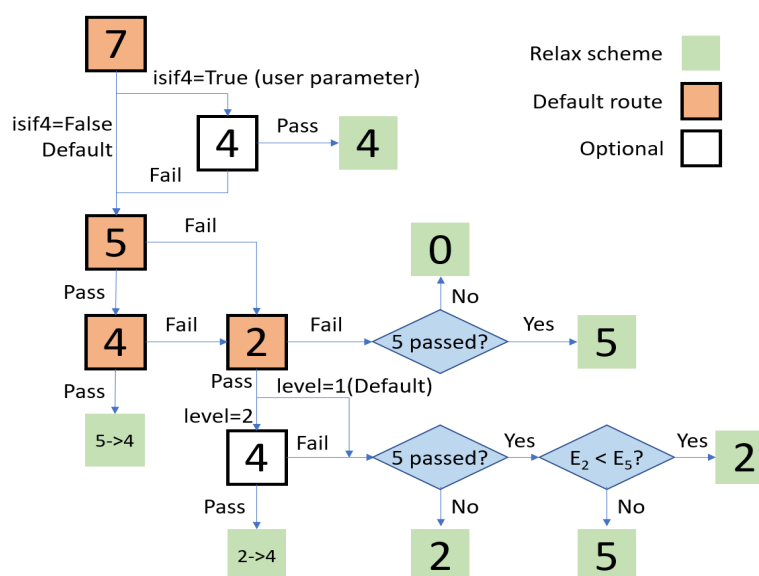 7
Relax scheme
isif4=True (user parameter)
Default route
isif4=False
Default
4
Pass
4
Optional
Fail
5
Fail
0
Pass
No
4
Fail
2
Fail
5 passed?
Yes
5
Pass
Pass
level=1(Default)
level=2
5->4
4
Fail
5 passed?
Yes
E₂ < E₅?
Yes
2
Pass
No
No
2->4
2
5